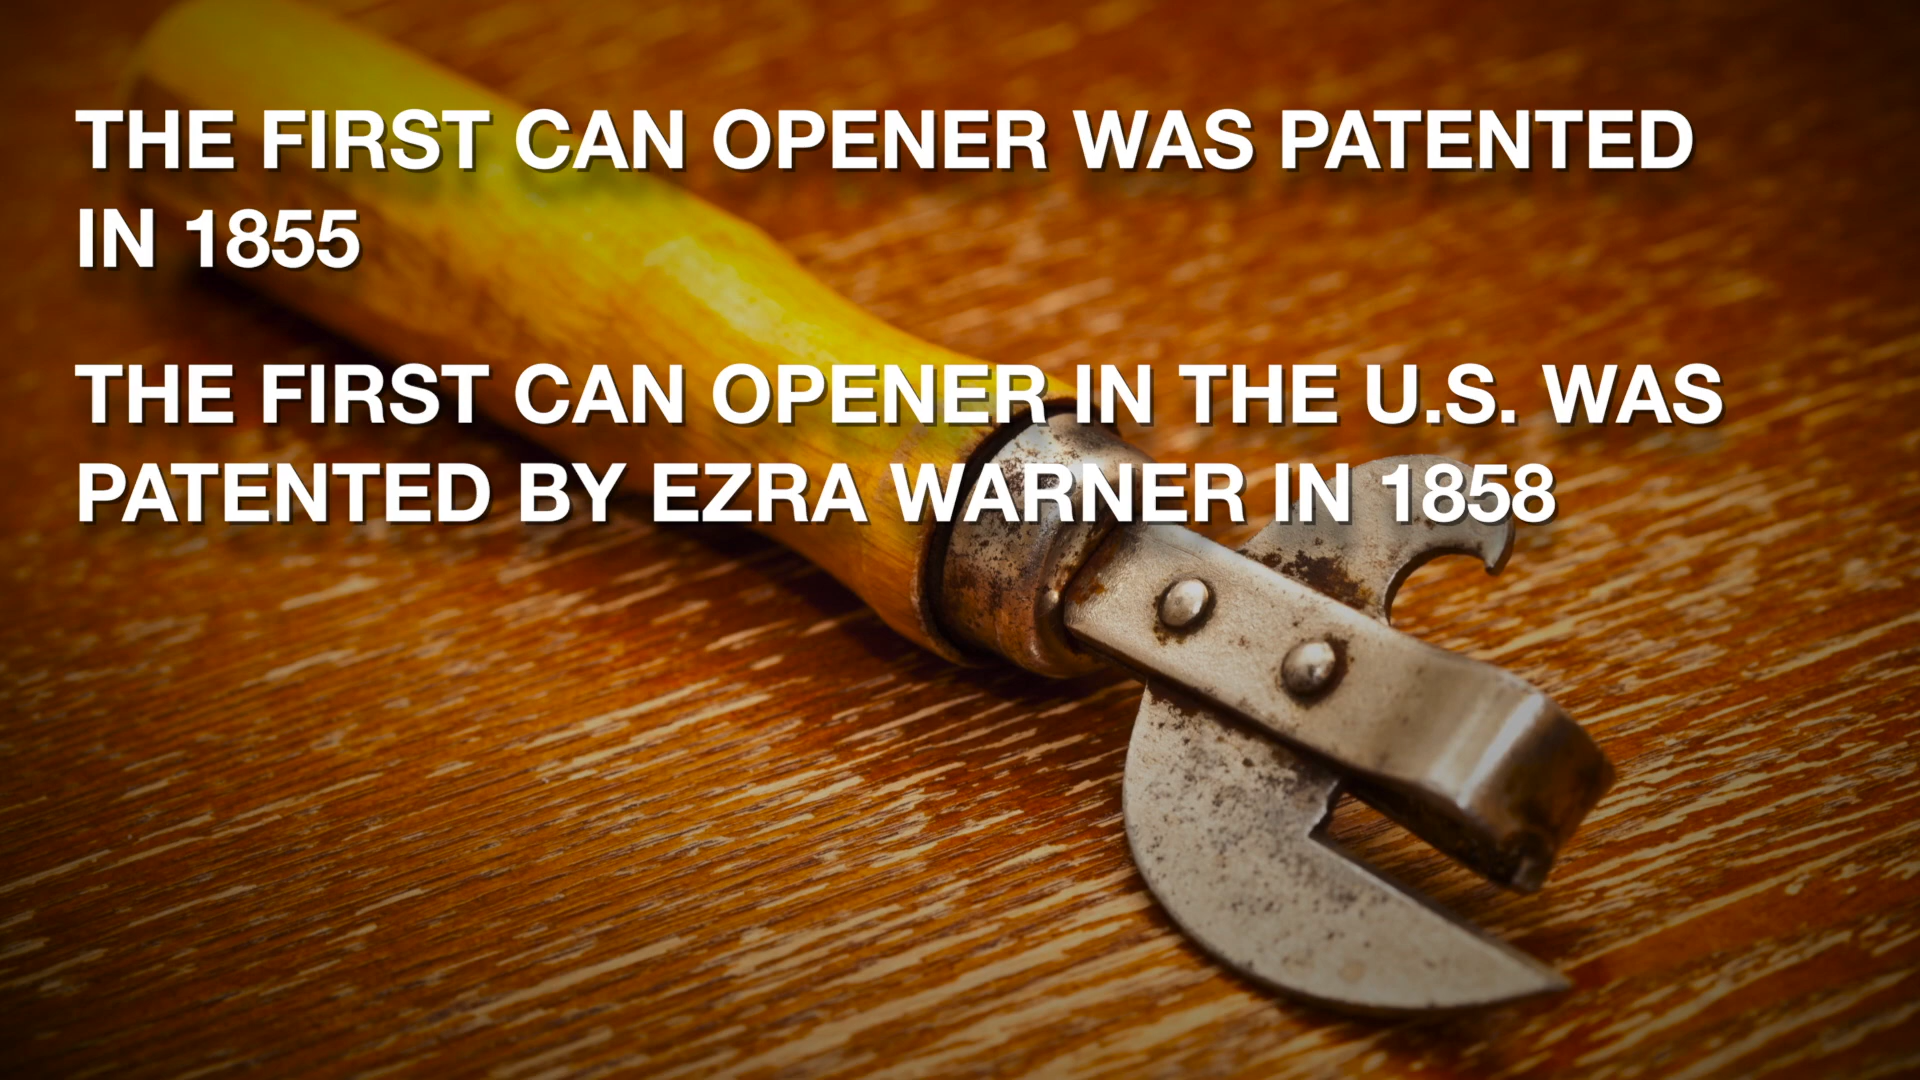 THE FIRST CAN OPENER WAS PATENTED
IN 1855
THE FIRST CAN OPENER IN THE U.S. WAS
PATENTED BY EZRA WARNER IN 1858